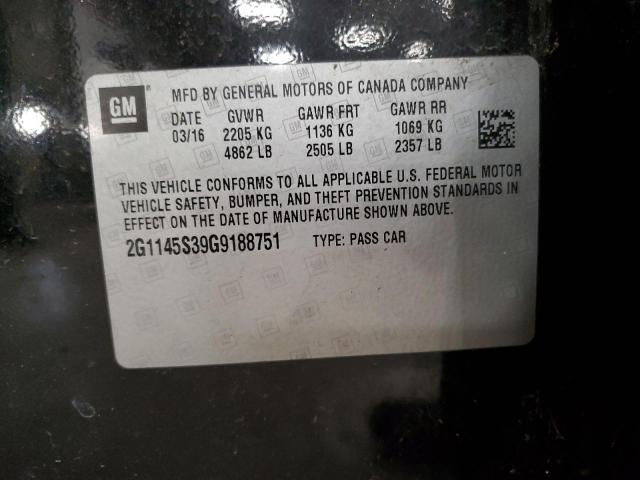 GM
MFD BY GENERAL MOTORS OF CANADA COMPANY
DATE GVWR GAWR FRT GAWR RR
03/16 2205 KG 1136 KG 1069 KG
4862 LB 2505 LB 2357 LB
THIS VEHICLE CONFORMS TO ALL APPLICABLE U.S. FEDERAL MOTOR
VEHICLE SAFETY, BUMPER, AND THEFT PREVENTION STANDARDS IN
EFFECT ON THE DATE OF MANUFACTURE SHOWN ABOVE.
2G1145S39G9188751 TYPE: PASS CAR